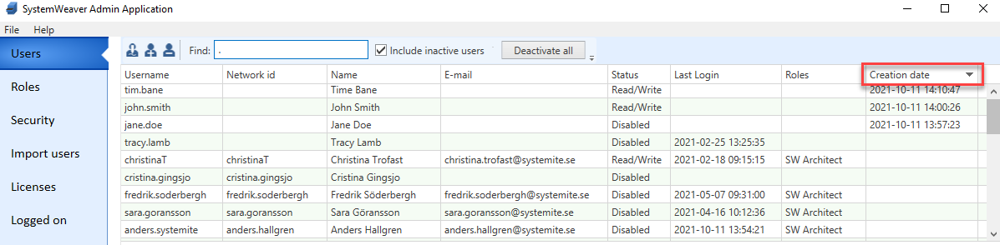 SystemWeaver Admin Application
File Help
Users
Roles
Security
Import users
Licenses
Logged on
Find: . Include inactive users Deactivate all
Username Network id Name E-mail Status Last Login Roles Creation date
tim.bane Time Bane Read/Write 2021-10-11 14:10:47
john.smith John Smith Read/Write 2021-10-11 14:00:26
jane.doe Jane Doe Disabled 2021-10-11 13:57:23
tracy.lamb Tracy Lamb Disabled 2021-02-25 13:25:35
christinaT christinaT Christina Trofast christina.trofast@systemite.se Read/Write 2021-02-18 09:15:15 SW Architect
cristina.gingsjo cristina.gingsjo Cristina Gingsjo Disabled
fredrik.soderbergh fredrik.soderbergh Fredrik Söderbergh fredrik.soderbergh@systemite.se Disabled 2021-05-07 09:31:00 SW Architect
sara.goransson sara.goransson Sara Göransson sara.goransson@systemite.se Disabled 2021-04-16 10:12:36 SW Architect
anders.systemite anders.hallgren Anders Hallgren anders.hallgren@systemite.se Disabled 2021-10-11 13:54:21 SW Architect